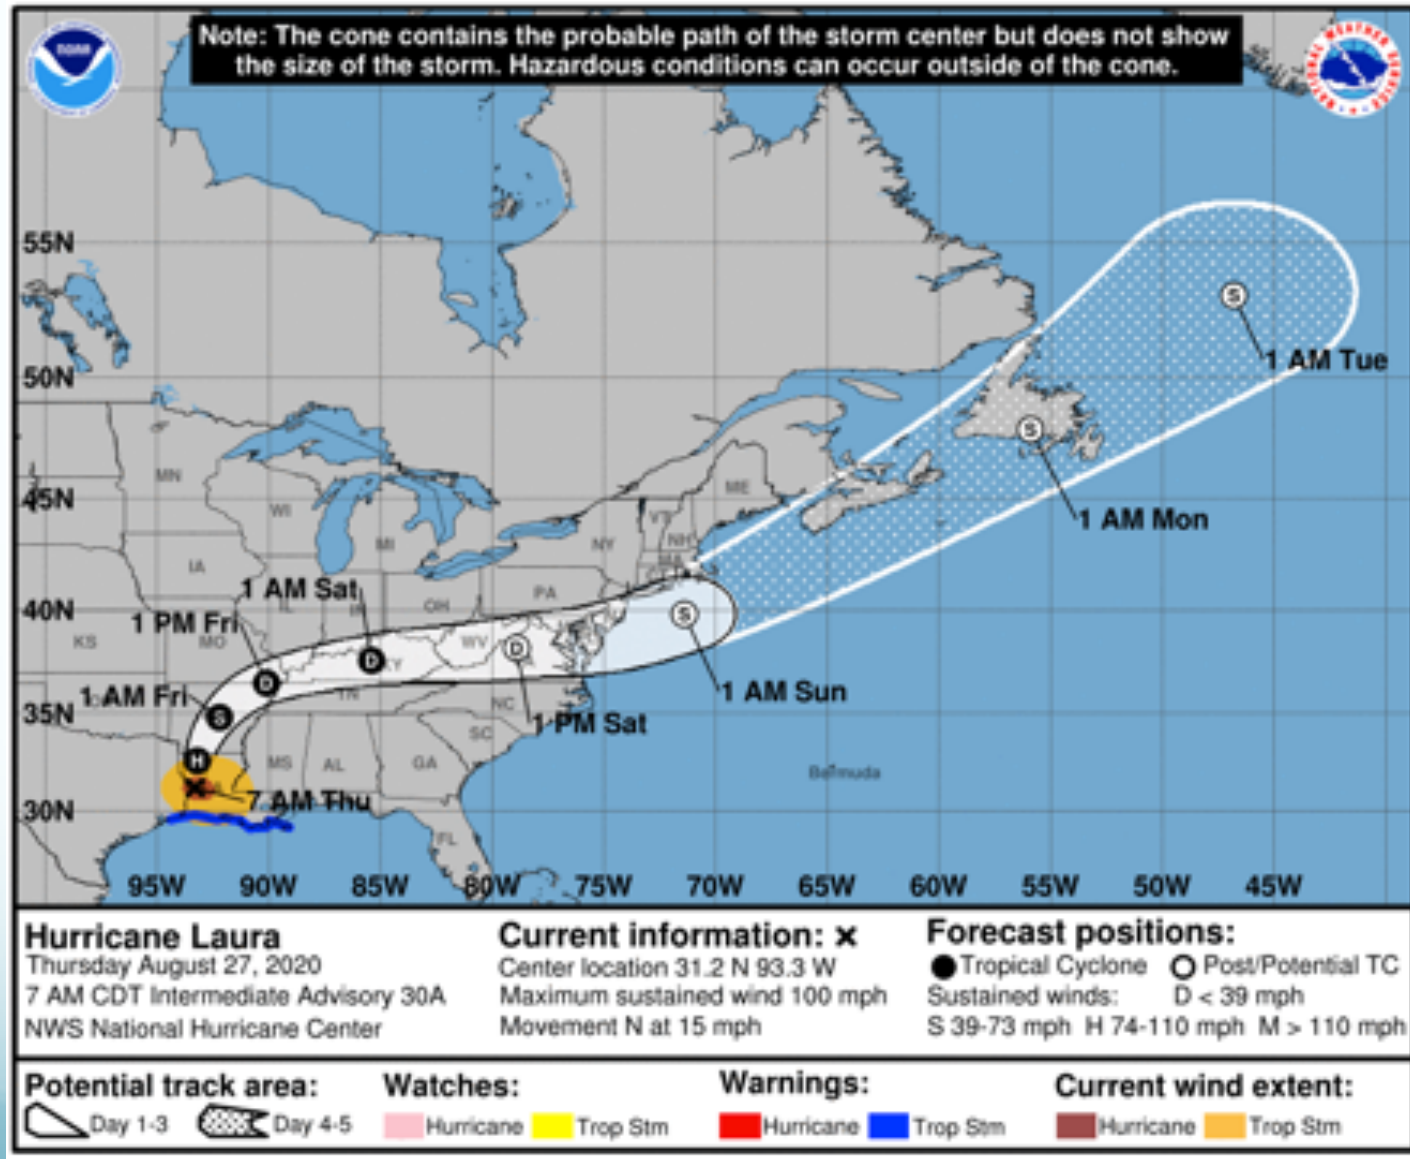 Note: The cone contains the probable path of the storm center but does not show
the size of the storm. Hazardous conditions can occur outside of the cone.
NOAA
NATIONAL WEATHER SERVICE
55N
50N
45N
40N
35N
30N
95W 90W 85W 80W 75W 70W 65W 60W 55W 50W 45W
1 AM Tue
1 AM Mon
1 AM Sun
1 PM Sat
1 AM Sat
1 PM Fri
1 AM Fri
7 AM Thu
S
S
S
D
D
D
S
H
MN
WI
MI
IA
IL
OH
PA
NY
VT
NH
ME
MA
KS
MO
KY
WV
TN
NC
SC
MS
AL
GA
FL
Bermuda
Hurricane Laura
Thursday August 27, 2020
7 AM CDT Intermediate Advisory 30A
NWS National Hurricane Center
Current information: ×
Center location 31.2 N 93.3 W
Maximum sustained wind 100 mph
Movement N at 15 mph
Forecast positions:
Tropical Cyclone Post/Potential TC
Sustained winds: D < 39 mph
S 39-73 mph H 74-110 mph M > 110 mph
Potential track area:
Day 1-3 Day 4-5
Watches:
Hurricane Trop Stm
Warnings:
Hurricane Trop Stm
Current wind extent:
Hurricane Trop Stm